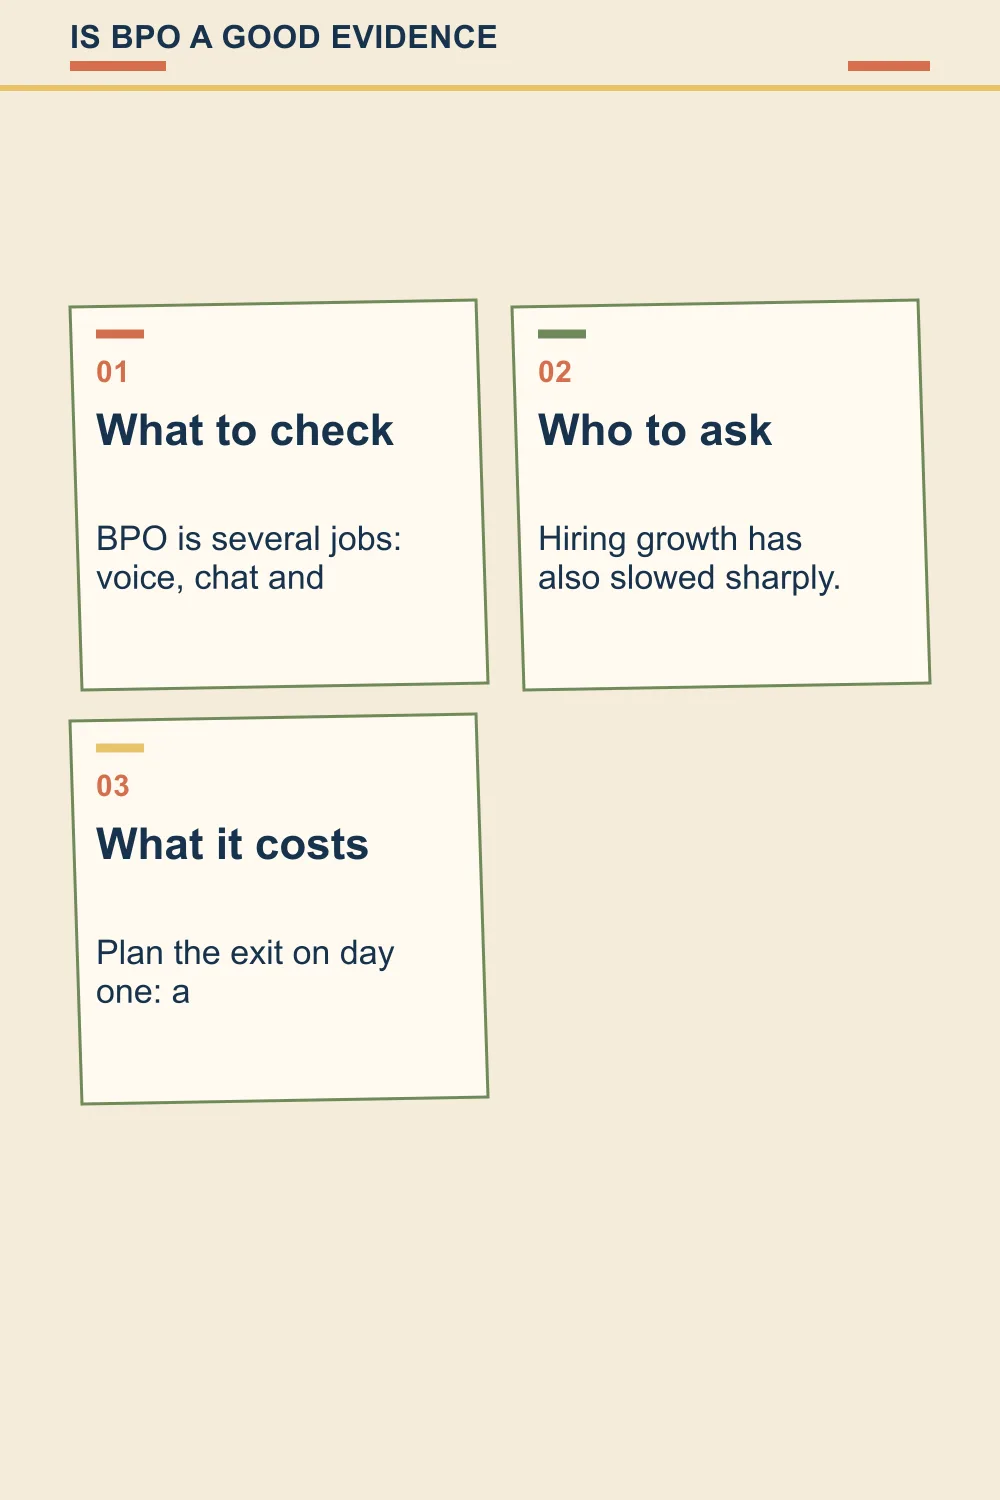 IS BPO A GOOD EVIDENCE
01
What to check
BPO is several jobs:
voice, chat and
02
Who to ask
Hiring growth has
also slowed sharply.
03
What it costs
Plan the exit on day
one: a